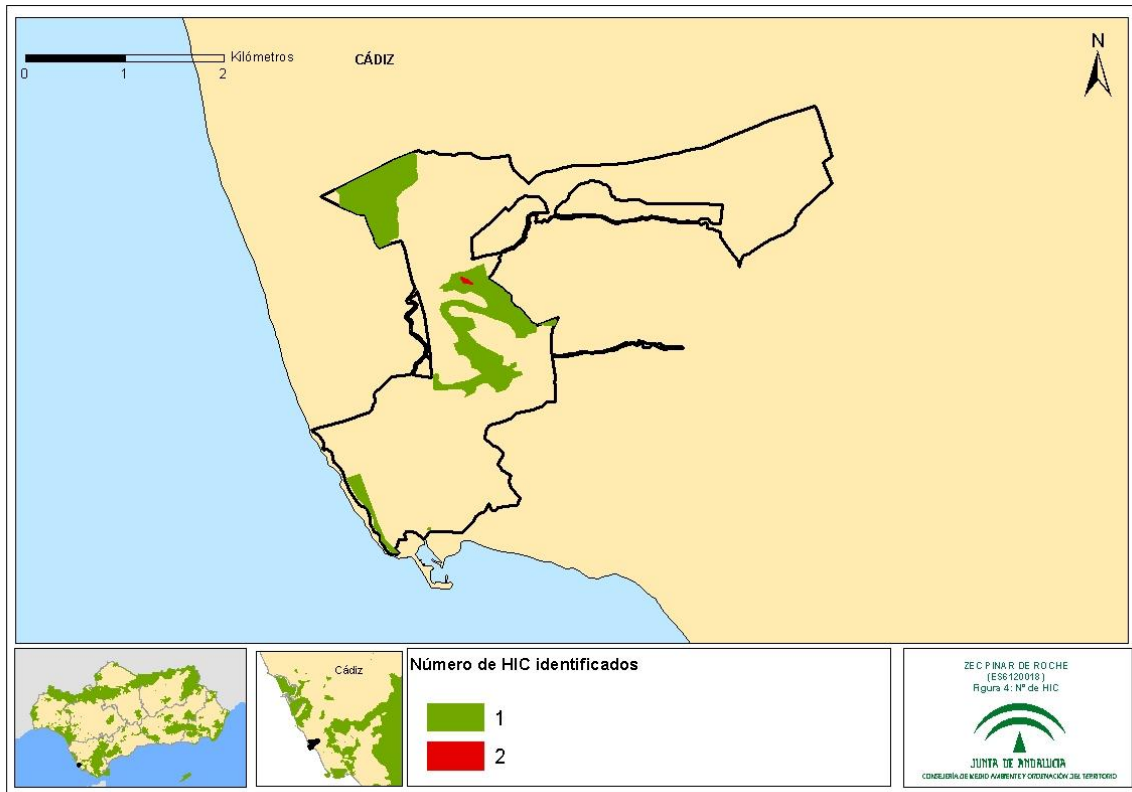 Kilómetros
0 1 2
CÁDIZ
N
Cádiz
Número de HIC identificados
1
2
ZEC PINAR DE ROCHE
(ES6120018)
Figura 4: Nº de HIC
JUNTA DE ANDALUCIA
CONSEJERÍA DE MEDIO AMBIENTE Y ORDENACIÓN DEL TERRITORIO